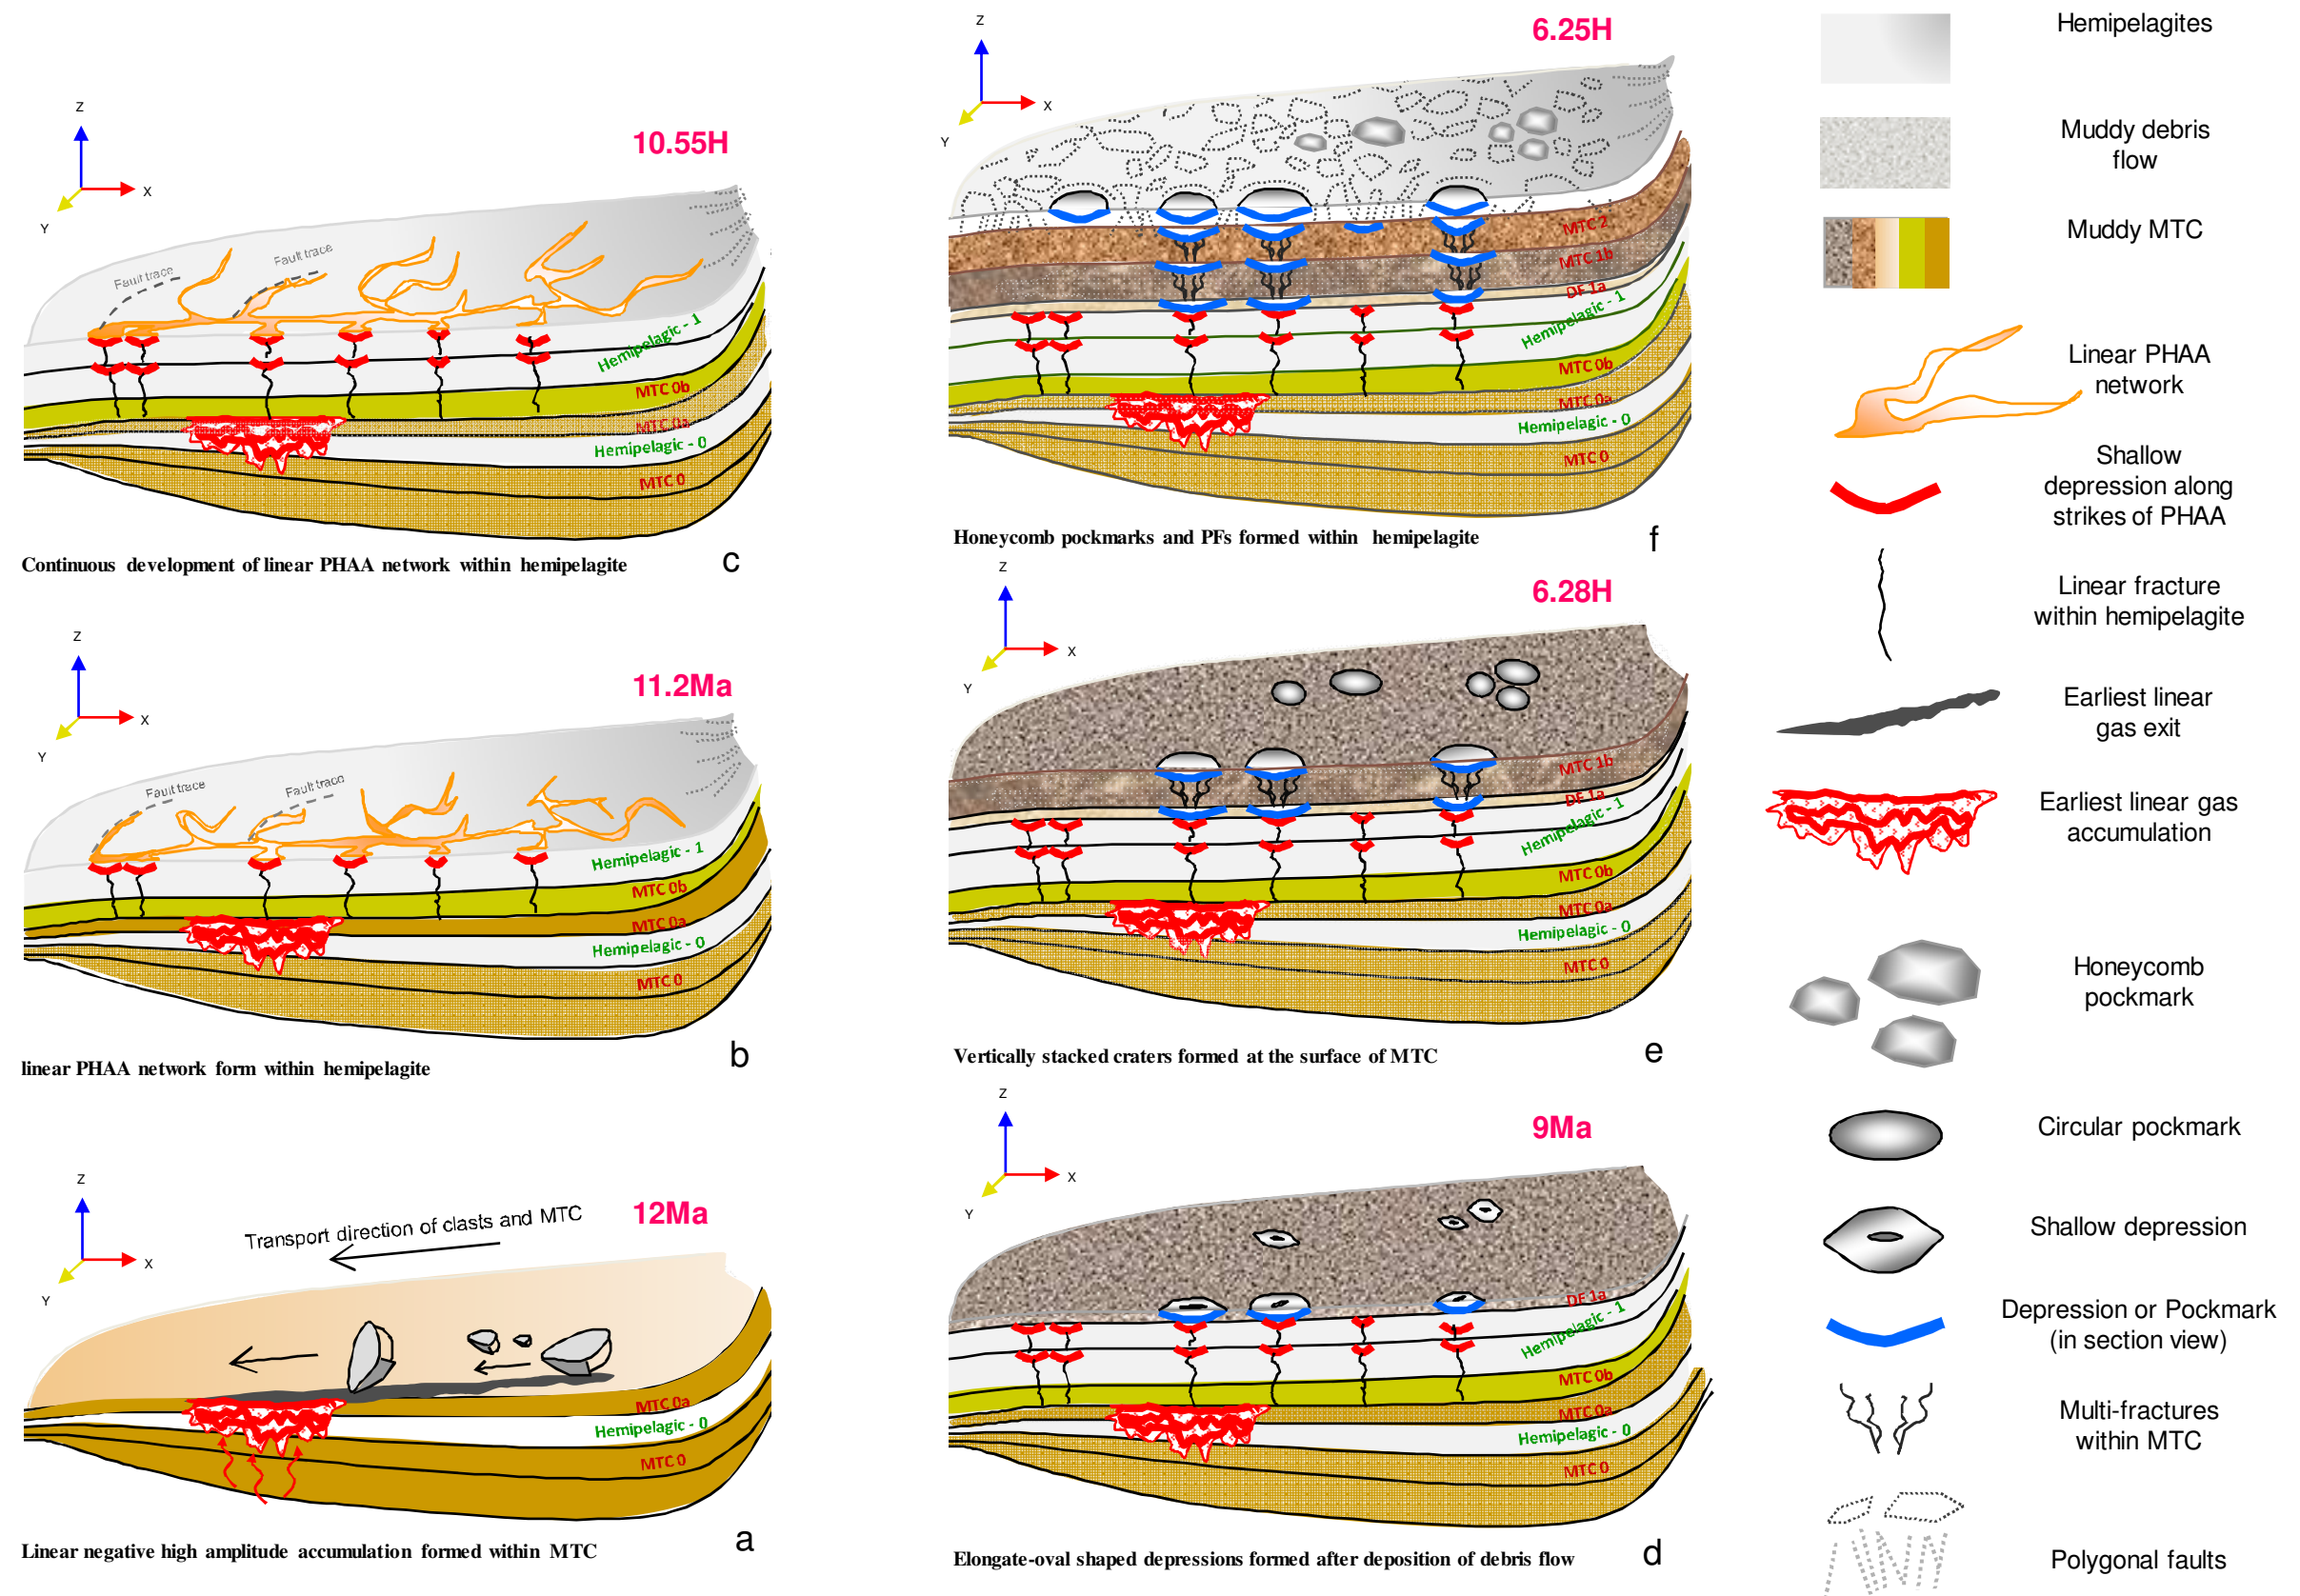 Z
X
Y
10.55H
Fault trace
Fault trace
Hemipelagic - 1
MTC 0b
MTC 0a
Hemipelagic - 0
MTC 0
Continuous development of linear PHAA network within hemipelagite
c
Z
X
Y
11.2Ma
Fault trace
Fault trace
Hemipelagic - 1
MTC 0b
MTC 0a
Hemipelagic - 0
MTC 0
linear PHAA network form within hemipelagite
b
Z
X
Y
12Ma
Transport direction of clasts and MTC
MTC 0a
Hemipelagic - 0
MTC 0
Linear negative high amplitude accumulation formed within MTC
a
Z
X
Y
6.25H
MTC 2
MTC 1b
DF 1a
Hemipelagic - 1
MTC 0b
MTC 0a
Hemipelagic - 0
MTC 0
Honeycomb pockmarks and PFs formed within hemipelagite
f
Z
X
Y
6.28H
MTC 1b
DF 1a
Hemipelagic - 1
MTC 0b
MTC 0a
Hemipelagic - 0
MTC 0
Vertically stacked craters formed at the surface of MTC
e
Z
X
Y
9Ma
DF 1a
Hemipelagic - 1
MTC 0b
MTC 0a
Hemipelagic - 0
MTC 0
Elongate-oval shaped depressions formed after deposition of debris flow
d
Hemipelagites
Muddy debris
flow
Muddy MTC
Linear PHAA
network
Shallow
depression along
strikes of PHAA
Linear fracture
within hemipelagite
Earliest linear
gas exit
Earliest linear gas
accumulation
Honeycomb
pockmark
Circular pockmark
Shallow depression
Depression or Pockmark
(in section view)
Multi-fractures
within MTC
Polygonal faults